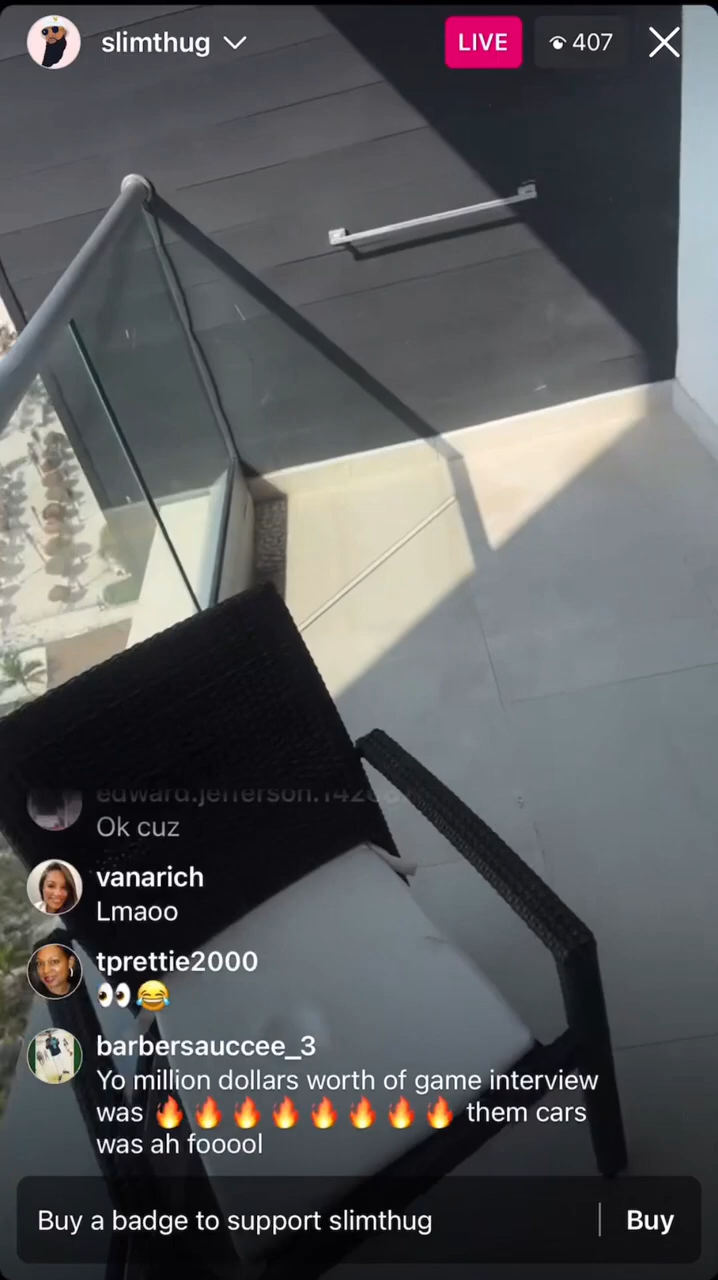 slimthug
LIVE
407
Ok cuz
vanarich
Lmaoo
tprettie2000
👀😂
barbersauccee_3
Yo million dollars worth of game interview
was 🔥🔥🔥🔥🔥🔥🔥🔥 them cars
was ah fooool
Buy a badge to support slimthug
Buy